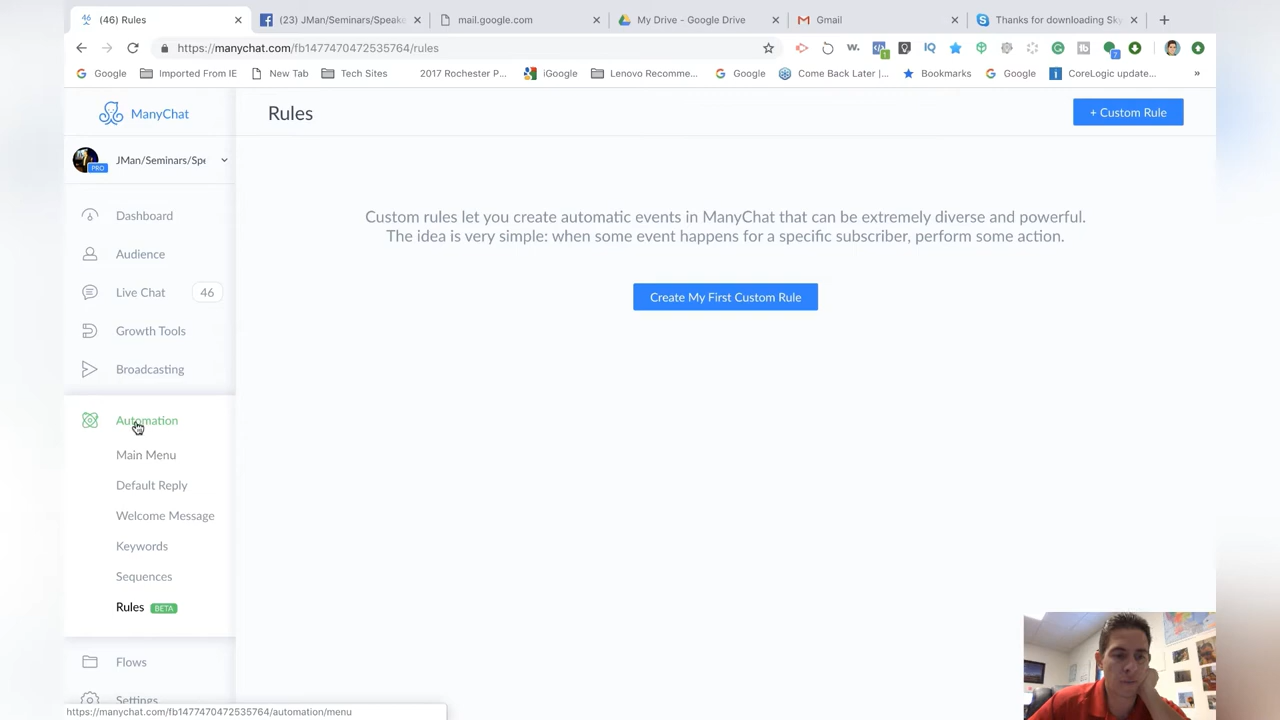 (46) Rules
(23) JMan/Seminars/Speake
mail.google.com
My Drive - Google Drive
Gmail
Thanks for downloading Sky
https://manychat.com/fb1477470472535764/rules
Google
Imported From IE
New Tab
Tech Sites
2017 Rochester P...
iGoogle
Lenovo Recomme...
Google
Come Back Later |...
Bookmarks
Google
CoreLogic update...
»
ManyChat
Rules
+ Custom Rule
PRO
JMan/Seminars/Spe
Dashboard
Audience
Live Chat
46
Growth Tools
Broadcasting
Automation
Main Menu
Default Reply
Welcome Message
Keywords
Sequences
Rules BETA
Flows
Settings
Custom rules let you create automatic events in ManyChat that can be extremely diverse and powerful.
The idea is very simple: when some event happens for a specific subscriber, perform some action.
Create My First Custom Rule
https://manychat.com/fb1477470472535764/automation/menu